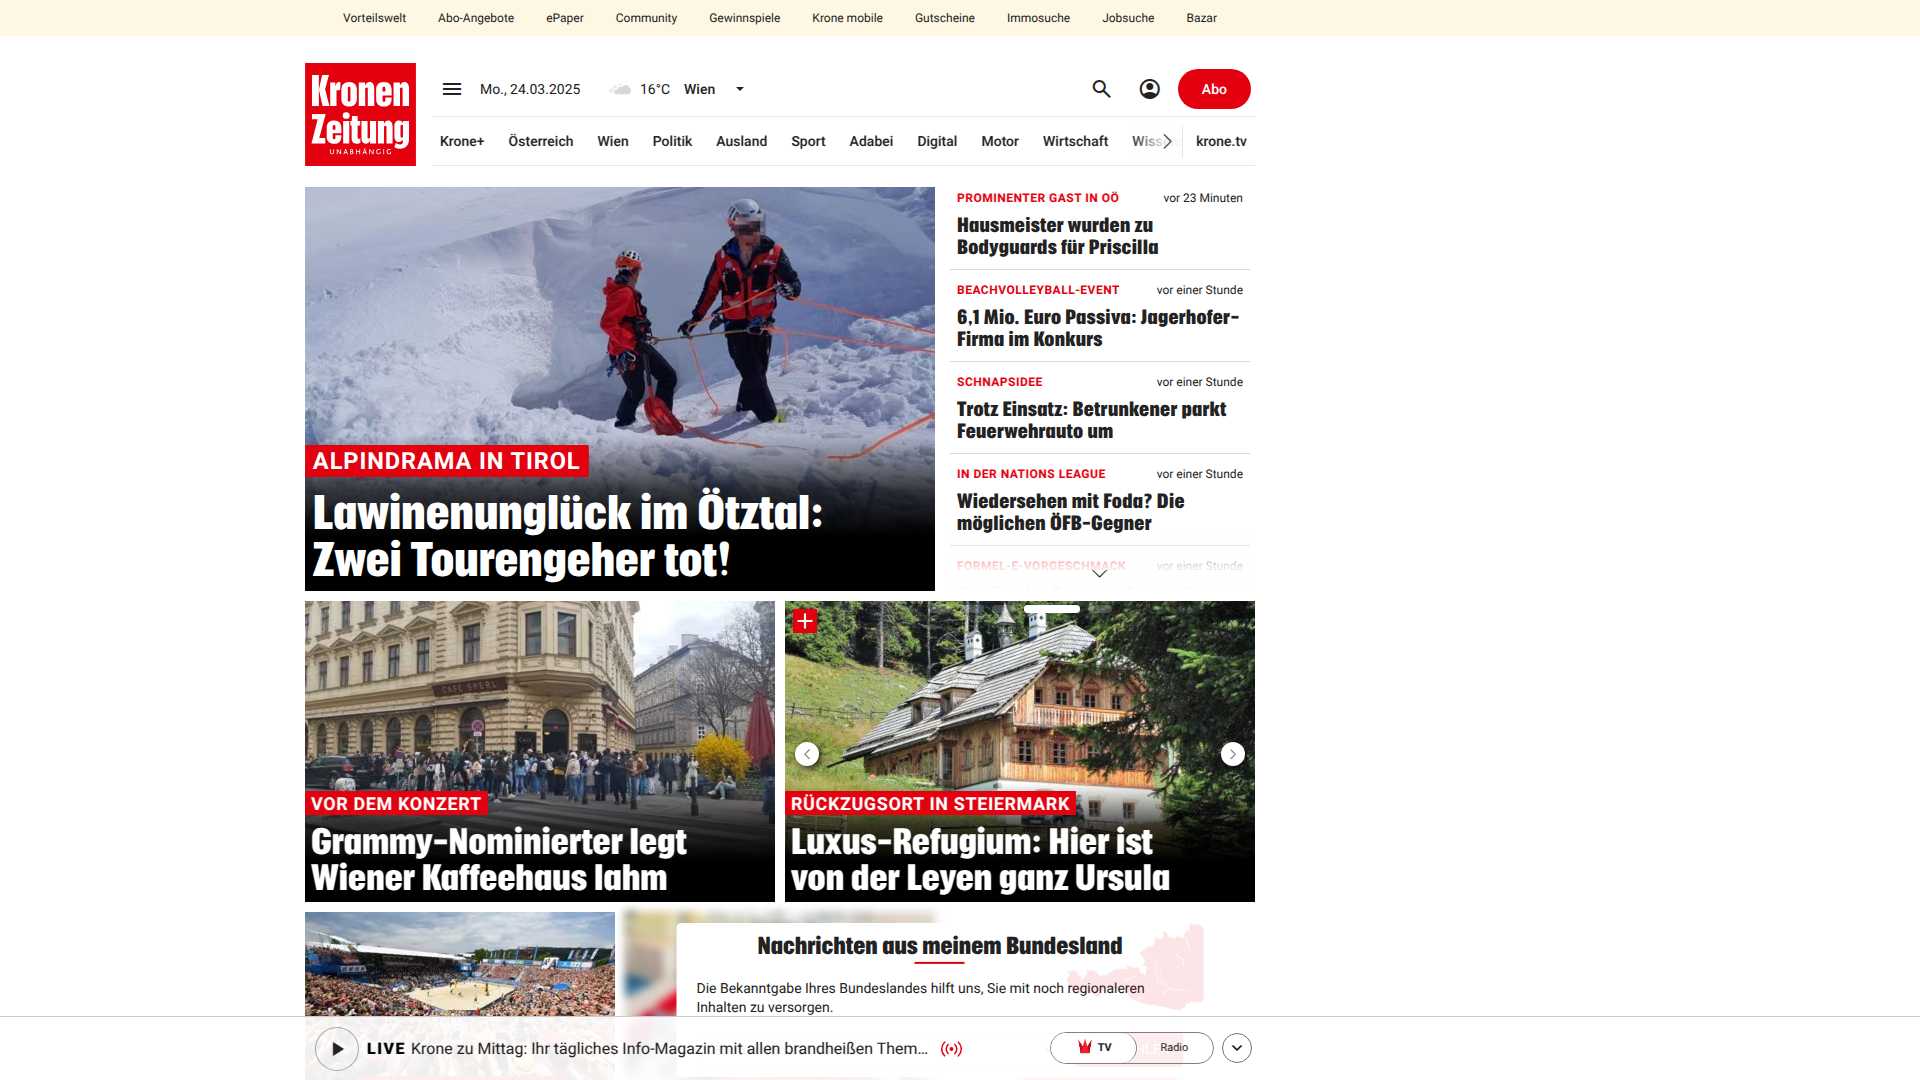 Vorteilswelt Abo-Angebote ePaper Community Gewinnspiele Krone mobile Gutscheine Immosuche Jobsuche Bazar
Kronen
Zeitung
UNABHÄNGIG
Mo., 24.03.2025 16°C Wien
Abo
Krone+ Österreich Wien Politik Ausland Sport Adabei Digital Motor Wirtschaft Wiss krone.tv
ALPINDRAMA IN TIROL
Lawinenunglück im Ötztal:
Zwei Tourengeher tot!
PROMINENTER GAST IN OÖ vor 23 Minuten
Hausmeister wurden zu
Bodyguards für Priscilla
BEACHVOLLEYBALL-EVENT vor einer Stunde
6,1 Mio. Euro Passiva: Jagerhofer-
Firma im Konkurs
SCHNAPSIDEE vor einer Stunde
Trotz Einsatz: Betrunkener parkt
Feuerwehrauto um
IN DER NATIONS LEAGUE vor einer Stunde
Wiedersehen mit Foda? Die
möglichen ÖFB-Gegner
FORMEL-E-VORGESCHMACK vor einer Stunde
CAFE SPERL
VOR DEM KONZERT
Grammy-Nominierter legt
Wiener Kaffeehaus lahm
RÜCKZUGSORT IN STEIERMARK
Luxus-Refugium: Hier ist
von der Leyen ganz Ursula
Nachrichten aus meinem Bundesland
Die Bekanntgabe Ihres Bundeslandes hilft uns, Sie mit noch regionaleren
Inhalten zu versorgen.
LIVE Krone zu Mittag: Ihr tägliches Info-Magazin mit allen brandheißen Them...
TV Radio